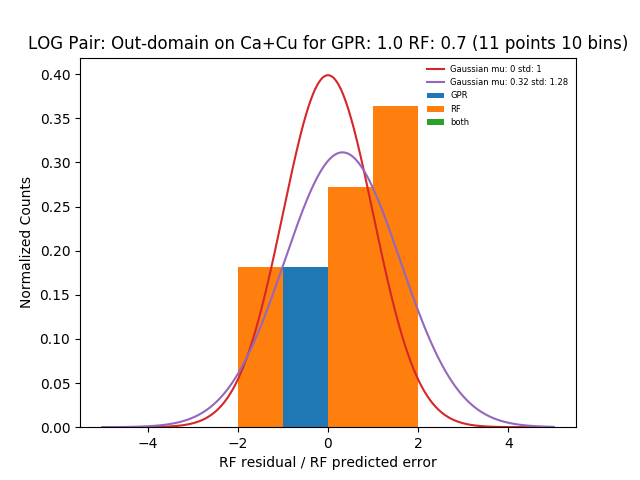 LOG Pair: Out-domain on Ca+Cu for GPR: 1.0 RF: 0.7 (11 points 10 bins)
Gaussian mu: 0 std: 1
Gaussian mu: 0.32 std: 1.28
GPR
RF
both
0.40
0.35
0.30
0.25
0.20
0.15
0.10
0.05
0.00
Normalized Counts
−4
−2
0
2
4
RF residual / RF predicted error